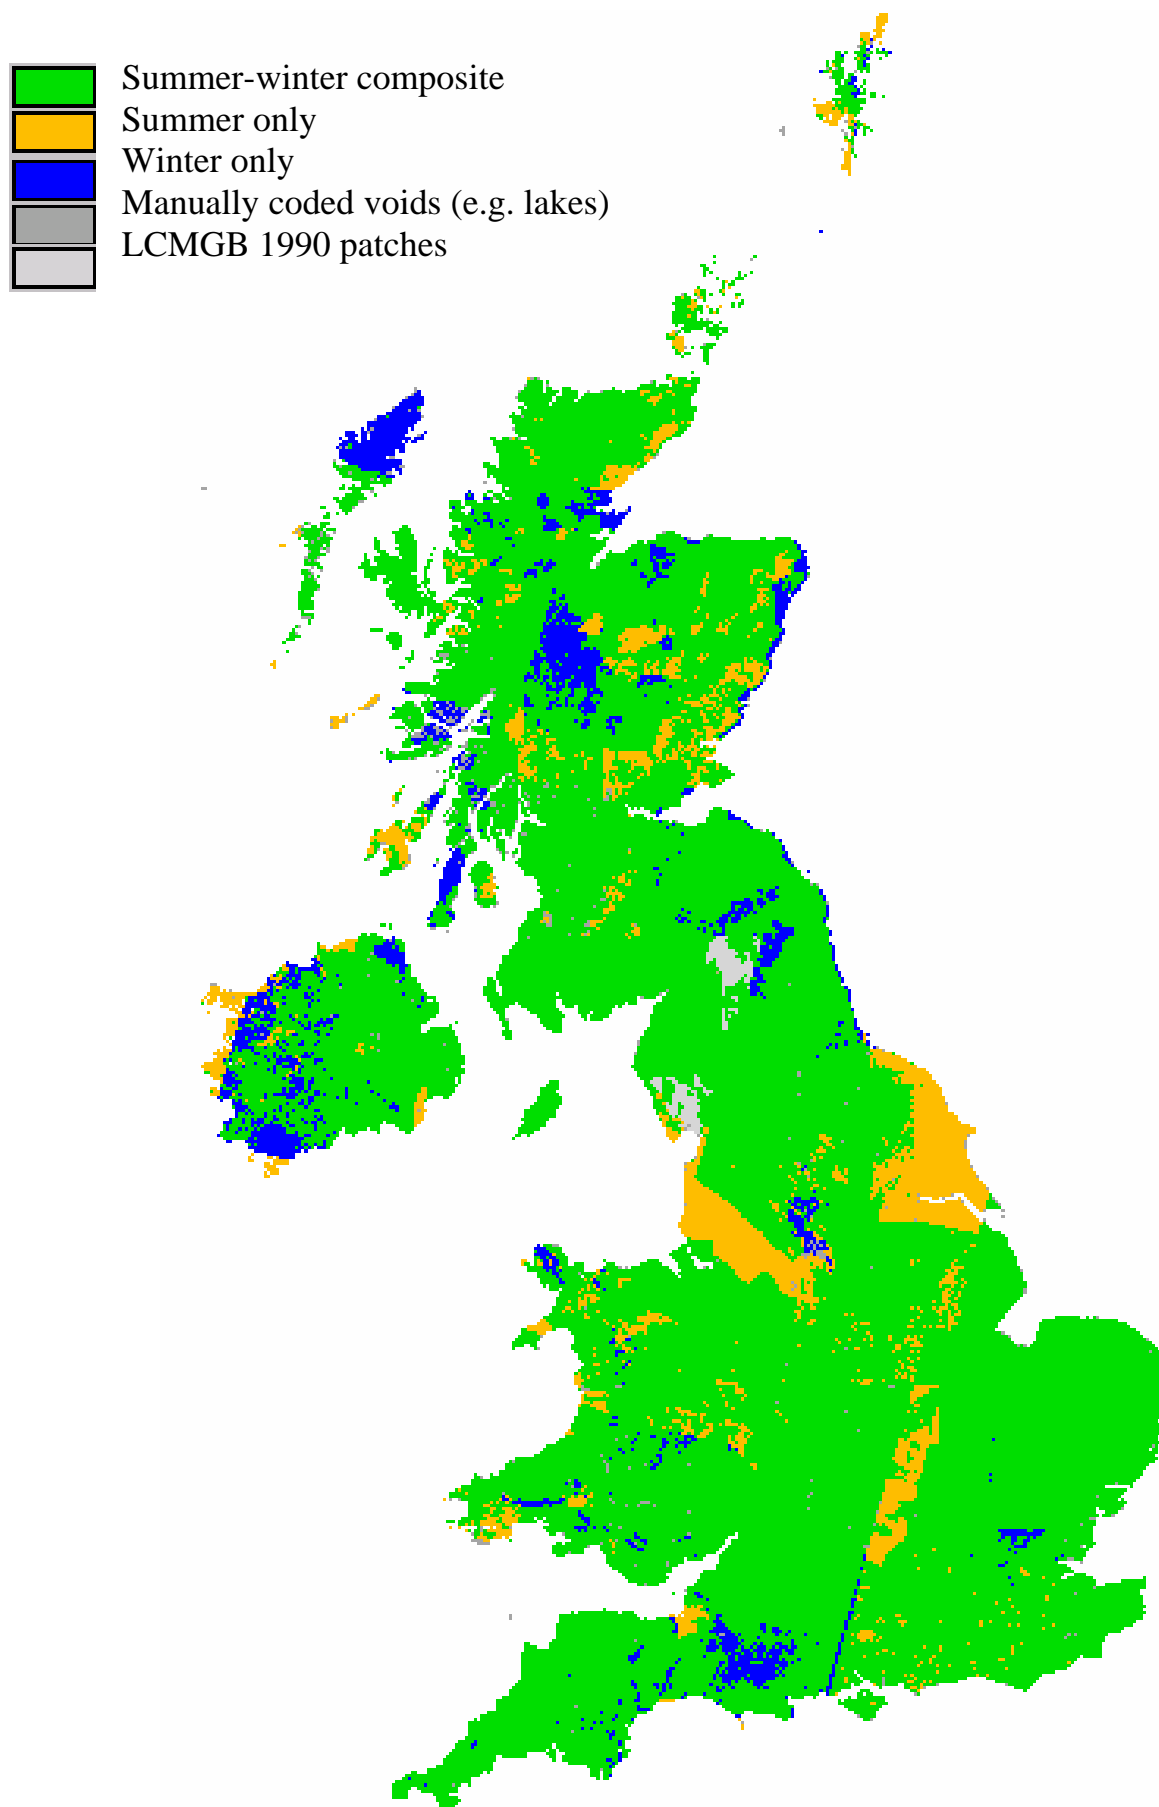 Summer-winter composite
Summer only
Winter only
Manually coded voids (e.g. lakes)
LCMGB 1990 patches